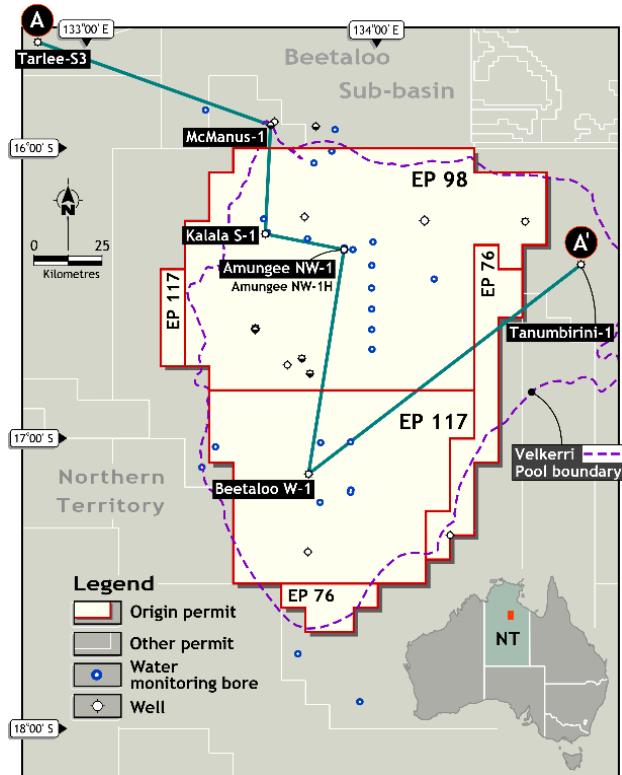 A
133°00' E
134°00' E
Tarlee-S3
Beetaloo
Sub-basin
McManus-1
16°00' S
EP 98
N
Kalala S-1
A'
0 25
Kilometres
Amungee NW-1
Amungee NW-1H
EP 76
EP 117
Tanumbirini-1
17°00' S
EP 117
Velkerri
Pool boundary
Northern
Territory
Beetaloo W-1
Legend
EP 76
Origin permit
Other permit
Water
monitoring bore
Well
NT
18°00' S